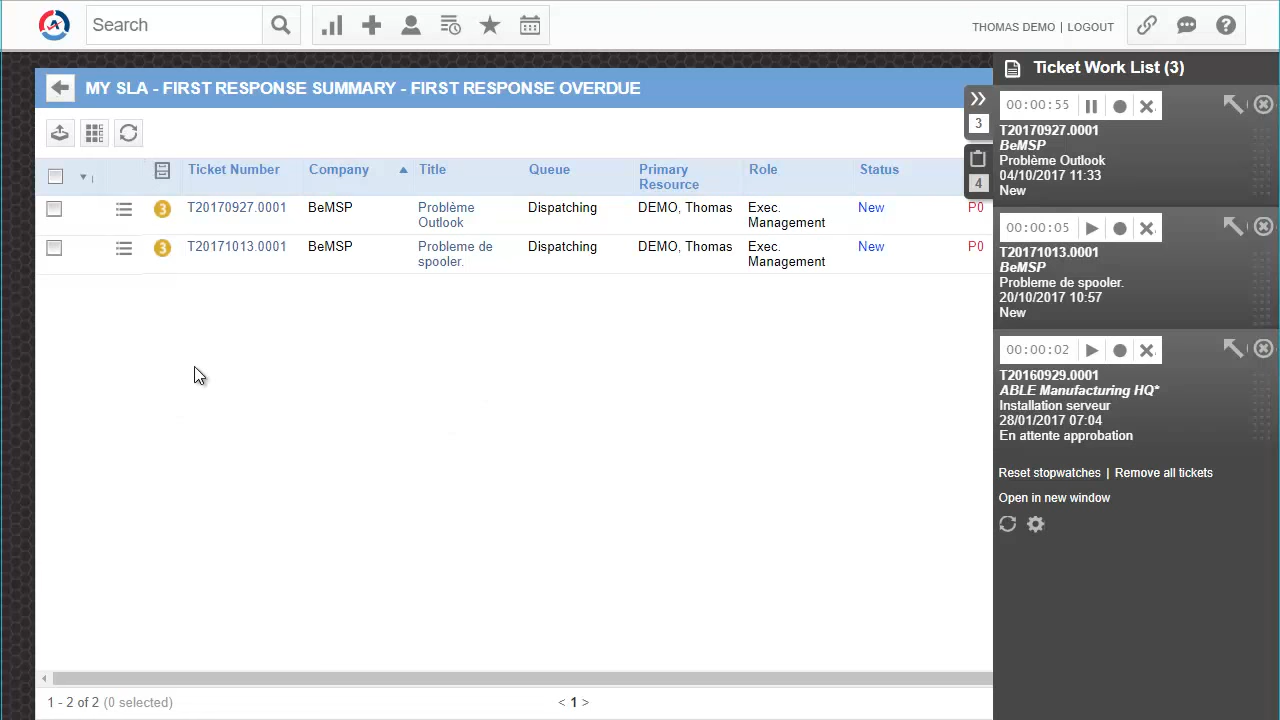 Search
THOMAS DEMO | LOGOUT
MY SLA - FIRST RESPONSE SUMMARY - FIRST RESPONSE OVERDUE
Ticket Number Company Title Queue Primary Resource Role Status
3 T20170927.0001 BeMSP Problème Outlook Dispatching DEMO, Thomas Exec. Management New P0
3 T20171013.0001 BeMSP Probleme de spooler. Dispatching DEMO, Thomas Exec. Management New P0
1 - 2 of 2 (0 selected)
< 1 >
3
4
Ticket Work List (3)
00:00:55
T20170927.0001
BeMSP
Problème Outlook
04/10/2017 11:33
New
00:00:05
T20171013.0001
BeMSP
Probleme de spooler.
20/10/2017 10:57
New
00:00:02
T20160929.0001
ABLE Manufacturing HQ*
Installation serveur
28/01/2017 07:04
En attente approbation
Reset stopwatches | Remove all tickets
Open in new window